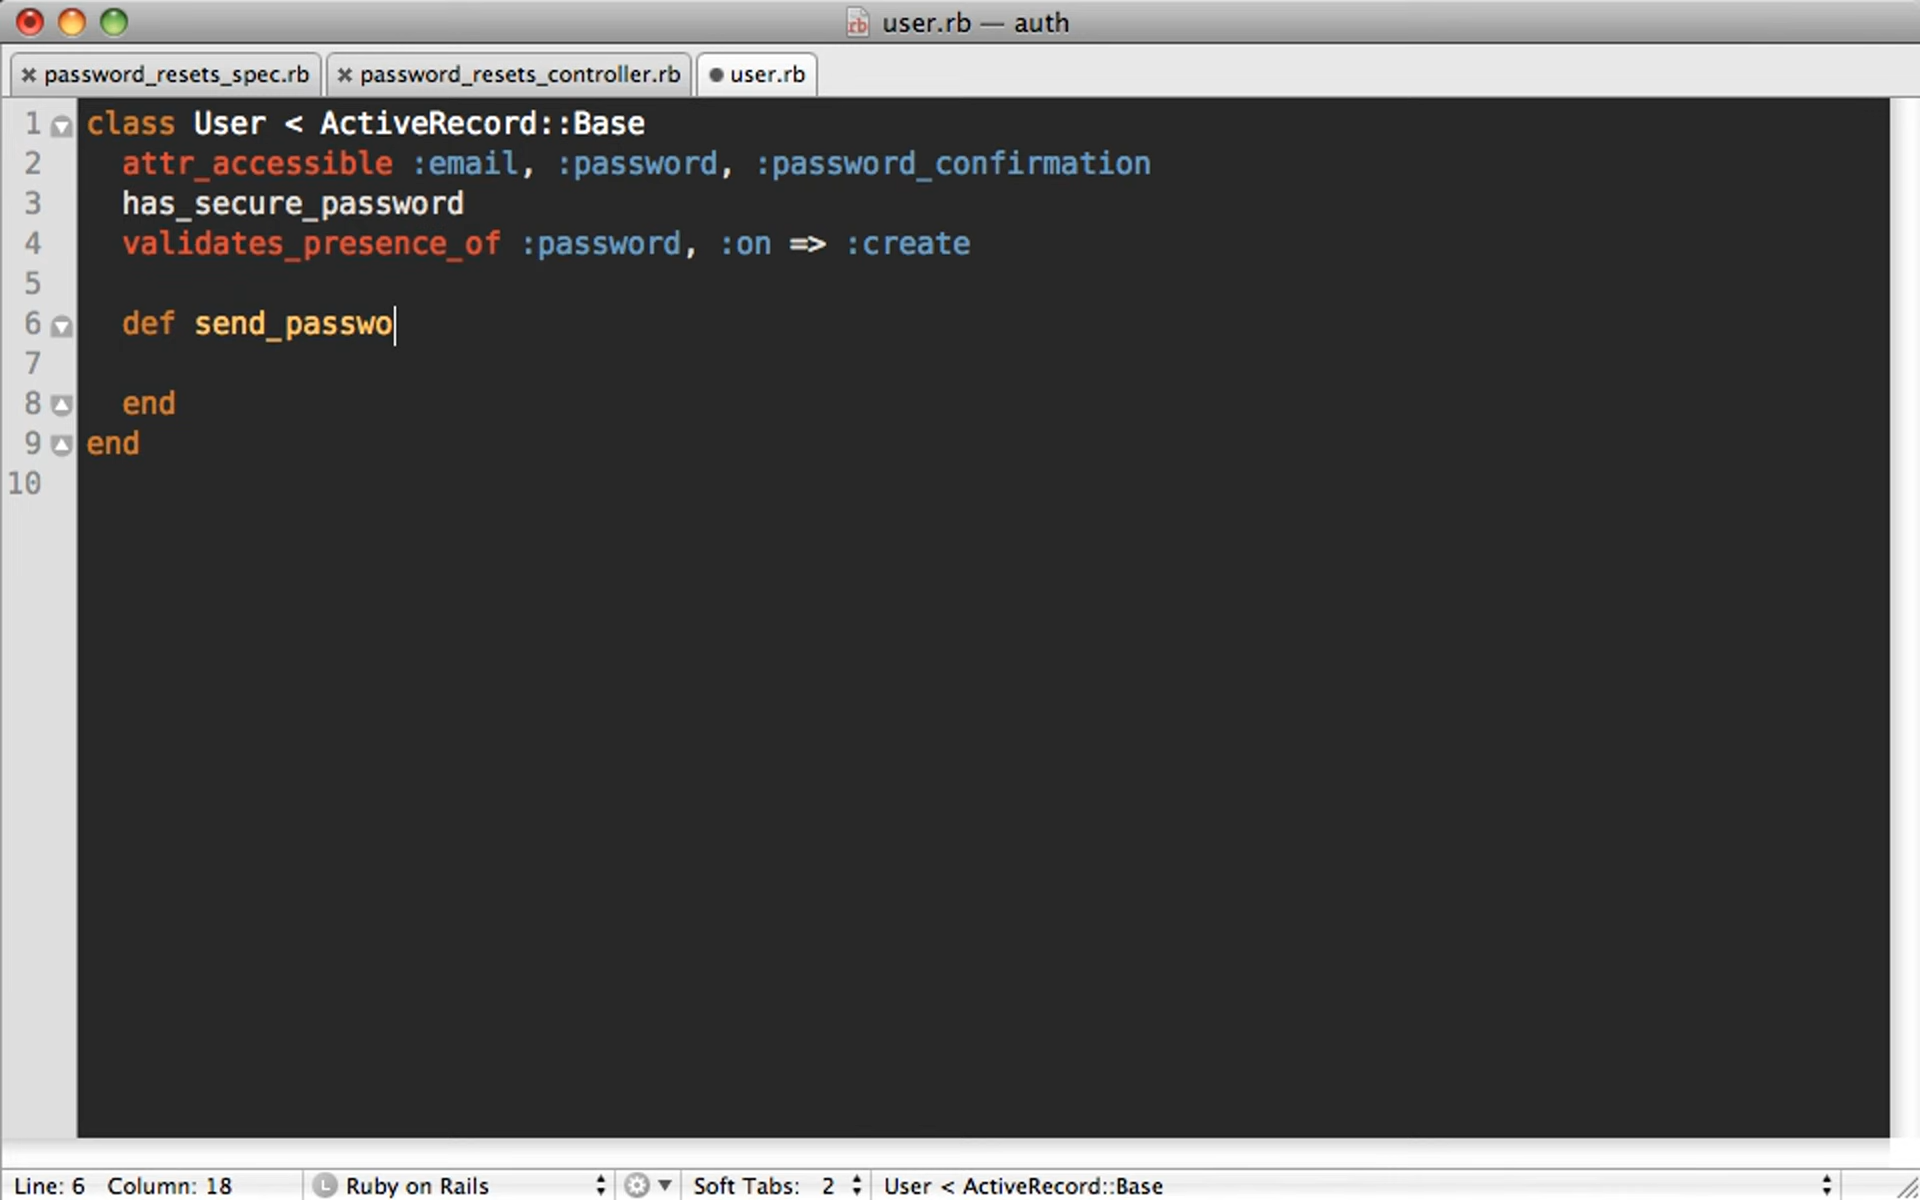 user.rb — auth
password_resets_spec.rb password_resets_controller.rb user.rb
1 class User < ActiveRecord::Base
2 attr_accessible :email, :password, :password_confirmation
3 has_secure_password
4 validates_presence_of :password, :on => :create
5
6 def send_passwo
7
8 end
9 end
10
Line: 6 Column: 18 L Ruby on Rails Soft Tabs: 2 User < ActiveRecord::Base